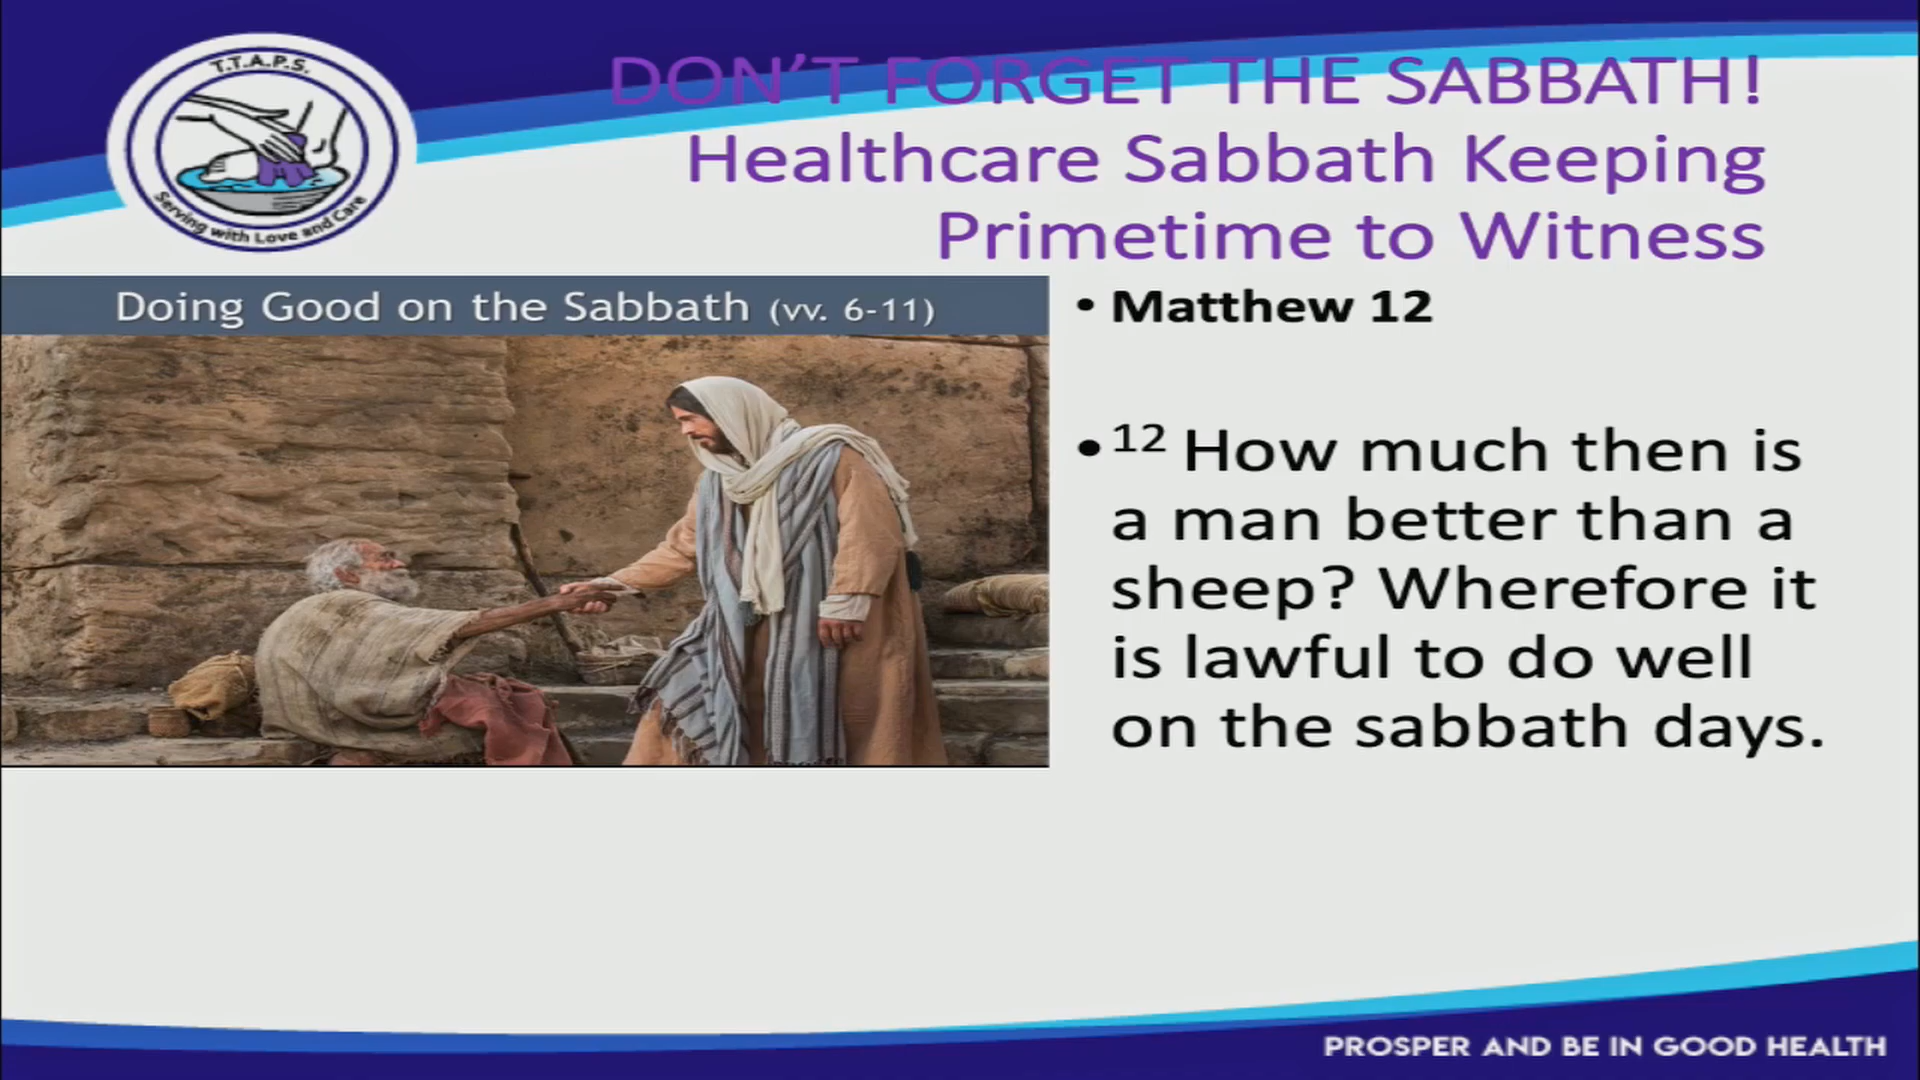 T.T.A.P.S.
Serving with Love and Care
DON'T FORGET THE SABBATH!
Healthcare Sabbath Keeping
Primetime to Witness
Doing Good on the Sabbath (vv. 6-11)
• Matthew 12
• 12 How much then is
a man better than a
sheep? Wherefore it
is lawful to do well
on the sabbath days.
PROSPER AND BE IN GOOD HEALTH